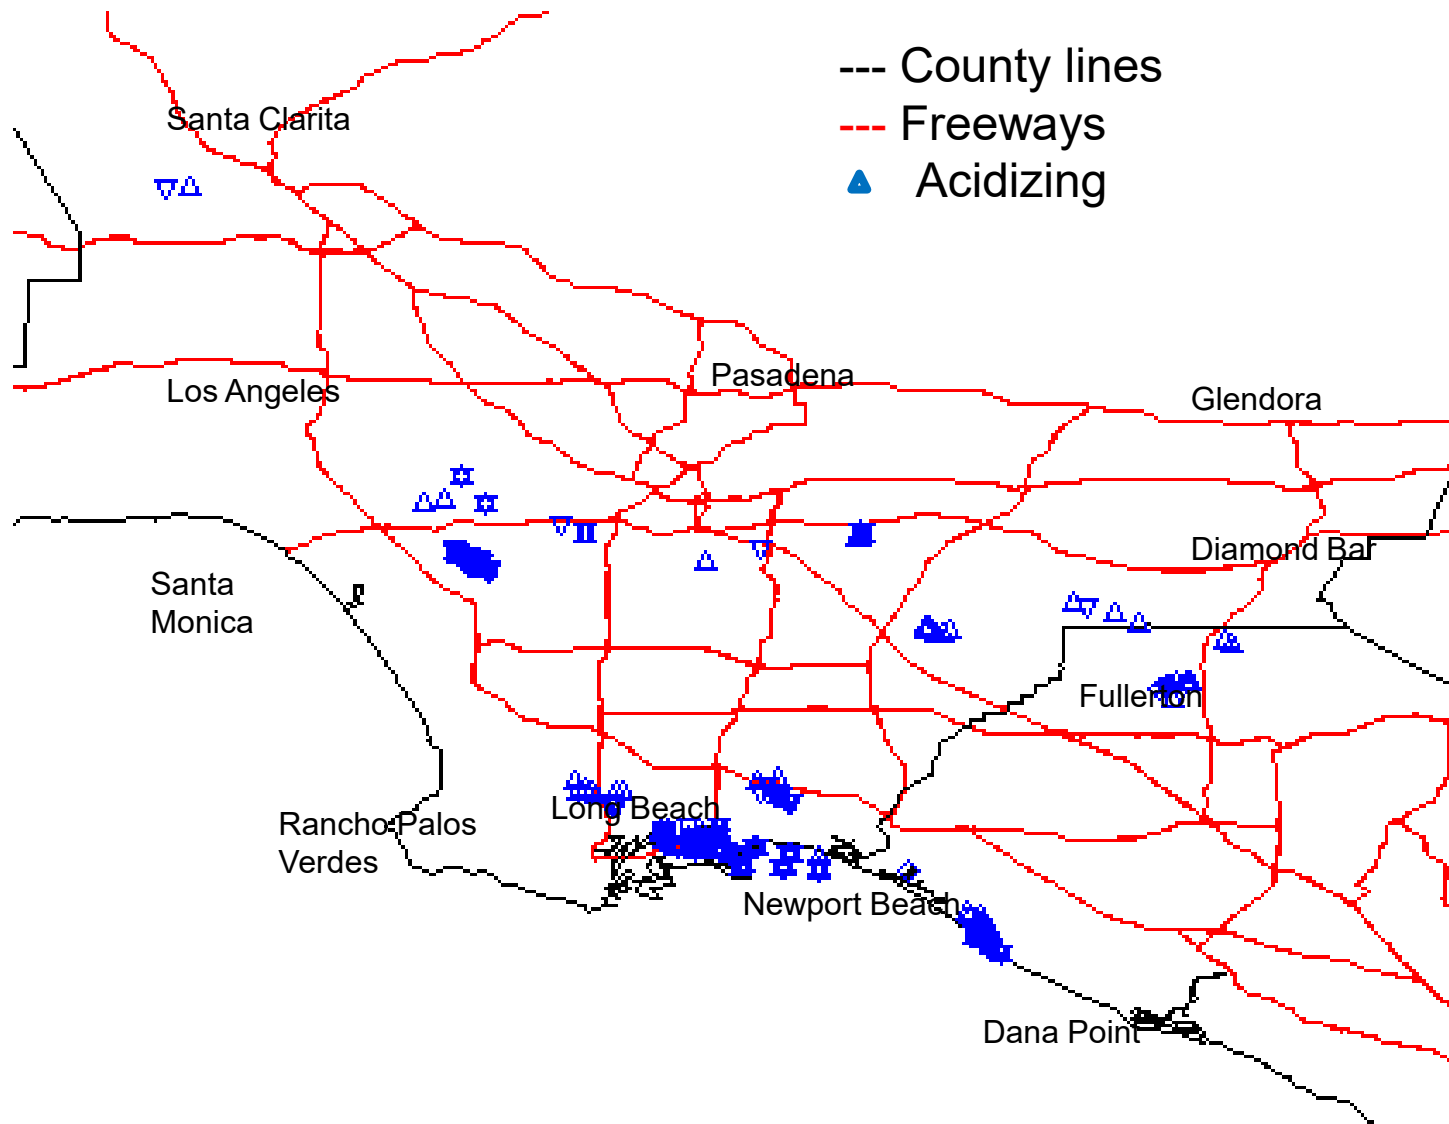 --- County lines
--- Freeways
Acidizing
Santa Clarita
Pasadena
Los Angeles
Glendora
Diamond Bar
Santa
Monica
Fullerton
Long Beach
Rancho Palos
Verdes
Newport Beach
Dana Point